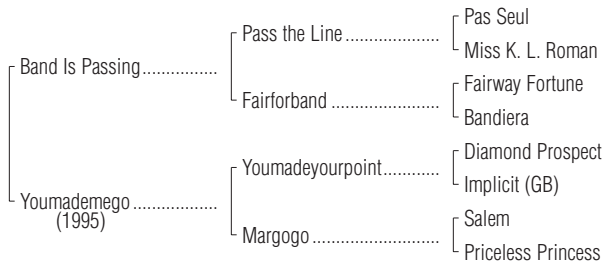 Band Is Passing................
Pass the Line ....................
Pas Seul
Miss K. L. Roman
Fairforband .......................
Fairway Fortune
Bandiera
Youmademego ..................
(1995)
Youmadeyourpoint............
Diamond Prospect
Implicit (GB)
Margogo ...........................
Salem
Priceless Princess